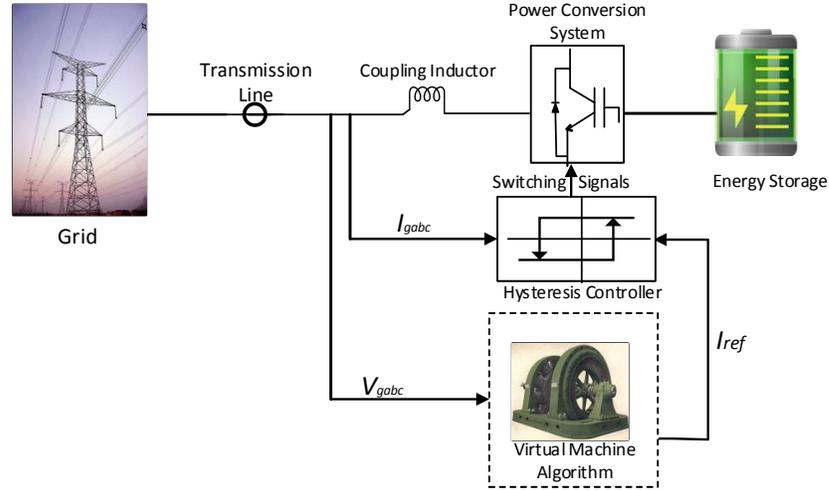 Power Conversion
System
Transmission
Line
Coupling Inductor
Energy Storage
Switching Signals
Grid
Igabc
Hysteresis Controller
Iref
Vgabc
Virtual Machine
Algorithm